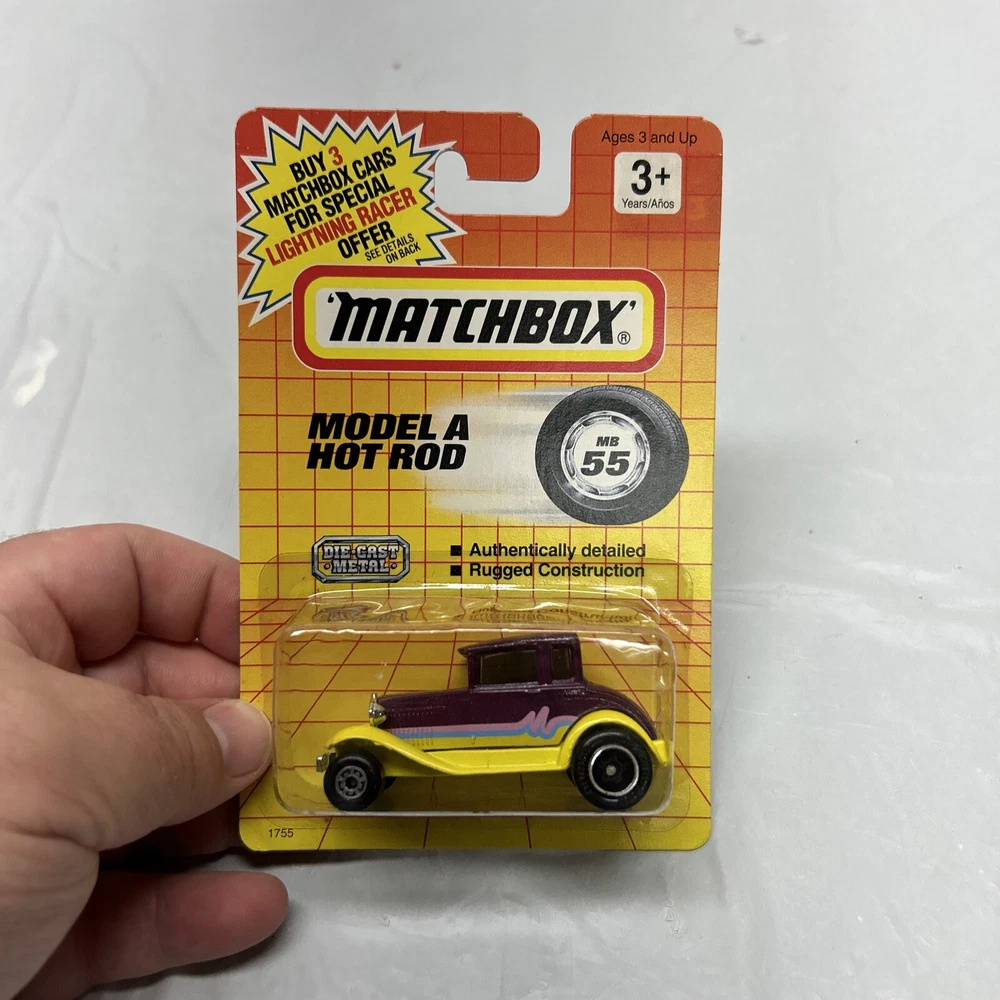 BUY 3
MATCHBOX CARS
FOR SPECIAL
LIGHTNING RACER
OFFER
SEE DETAILS
ON BACK
Ages 3 and Up
3+
Years/Años
'MATCHBOX'®
MODEL A
HOT ROD
MB
55
DIE-CAST
METAL
■ Authentically detailed
■ Rugged Construction
1755